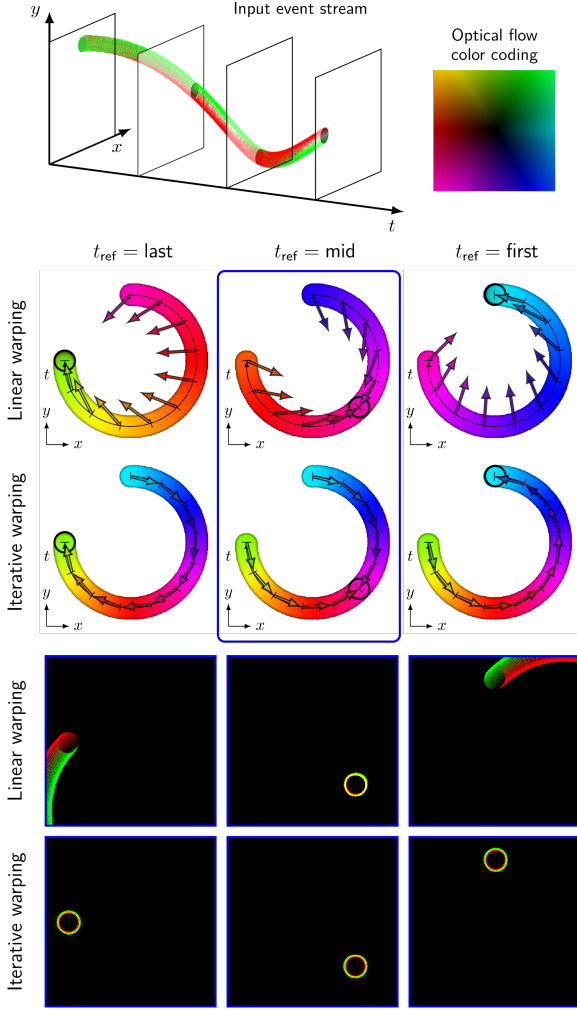 Input event stream
y
x
t
Optical flow
color coding
t_ref = last
t_ref = mid
t_ref = first
Linear warping
t
y
x
t
y
x
t
y
x
Iterative warping
t
y
x
t
y
x
t
y
x
Linear warping
Iterative warping